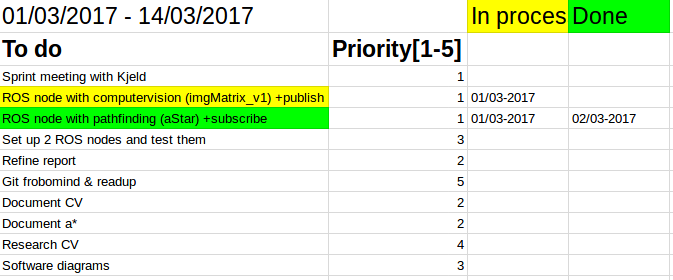 01/03/2017 - 14/03/2017 In proces Done
To do Priority[1-5]
Sprint meeting with Kjeld 1
ROS node with computervision (imgMatrix_v1) +publish 1 01/03-2017
ROS node with pathfinding (aStar) +subscribe 1 01/03-2017 02/03-2017
Set up 2 ROS nodes and test them 3
Refine report 2
Git frobomind & readup 5
Document CV 2
Document a* 2
Research CV 4
Software diagrams 3